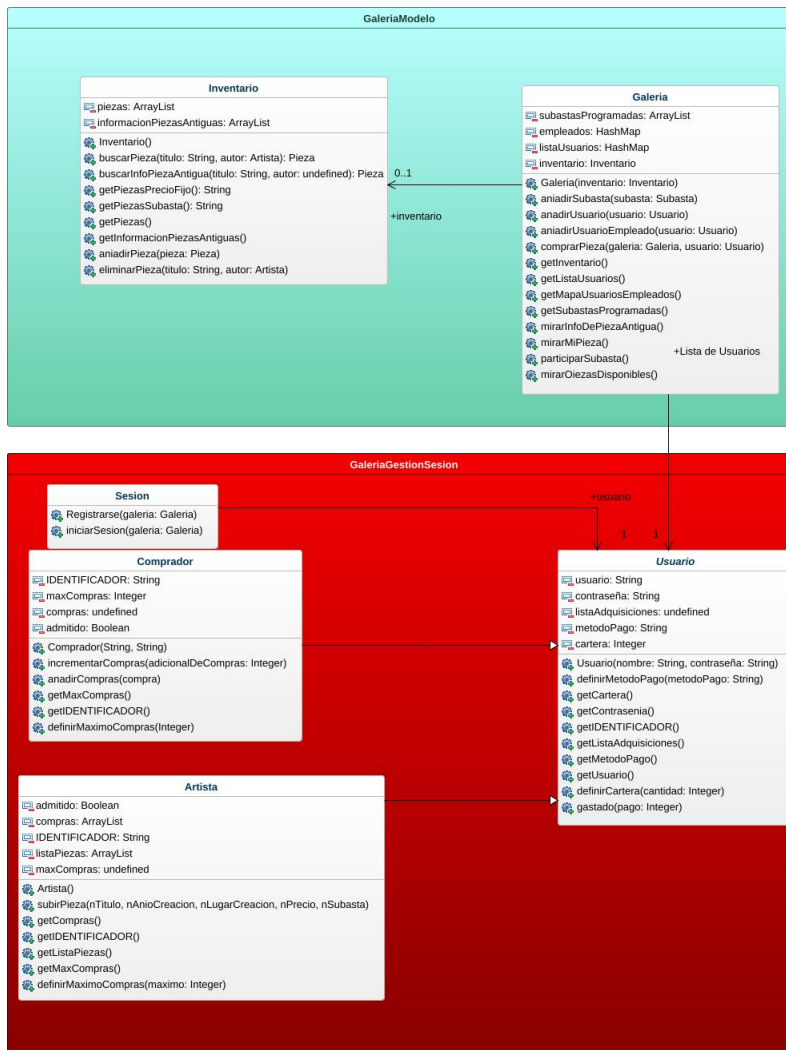 GaleriaModelo
Inventario
piezas: ArrayList
informacionPiezasAntiguas: ArrayList
Inventario()
buscarPieza(titulo: String, autor: Artista): Pieza
buscarInfoPiezaAntigua(titulo: String, autor: undefined): Pieza
getPiezasPrecioFijo(): String
getPiezasSubasta(): String
getPiezas()
getInformacionPiezasAntiguas()
aniadirPieza(pieza: Pieza)
eliminarPieza(titulo: String, autor: Artista)
0..1
+inventario
Galeria
subastasProgramadas: ArrayList
empleados: HashMap
listaUsuarios: HashMap
inventario: Inventario
Galeria(inventario: Inventario)
aniadirSubasta(subasta: Subasta)
anadirUsuario(usuario: Usuario)
aniadirUsuarioEmpleado(usuario: Usuario)
comprarPieza(galeria: Galeria, usuario: Usuario)
getInventario()
getListaUsuarios()
getMapaUsuariosEmpleados()
getSubastasProgramadas()
mirarInfoDePiezaAntigua()
mirarMiPieza()
participarSubasta()
mirarOiezasDisponibles()
+Lista de Usuarios
GaleriaGestionSesion
Sesion
Registrarse(galeria: Galeria)
iniciarSesion(galeria: Galeria)
+usuario
1
1
Comprador
IDENTIFICADOR: String
maxCompras: Integer
compras: undefined
admitido: Boolean
Comprador(String, String)
incrementarCompras(adicionalDeCompras: Integer)
anadirCompras(compra)
getMaxCompras()
getIDENTIFICADOR()
definirMaximoCompras(Integer)
Usuario
usuario: String
contraseña: String
listaAdquisiciones: undefined
metodoPago: String
cartera: Integer
Usuario(nombre: String, contraseña: String)
definirMetodoPago(metodoPago: String)
getCartera()
getContrasenia()
getIDENTIFICADOR()
getListaAdquisiciones()
getMetodoPago()
getUsuario()
definirCartera(cantidad: Integer)
gastado(pago: Integer)
Artista
admitido: Boolean
compras: ArrayList
IDENTIFICADOR: String
listaPiezas: ArrayList
maxCompras: undefined
Artista()
subirPieza(nTitulo, nAnioCreacion, nLugarCreacion, nPrecio, nSubasta)
getCompras()
getIDENTIFICADOR()
getListaPiezas()
getMaxCompras()
definirMaximoCompras(maximo: Integer)